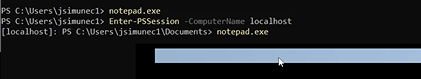 PS C:\Users\jsimunec1> notepad.exe
PS C:\Users\jsimunec1> Enter-PSSession -ComputerName localhost
[localhost]: PS C:\Users\jsimunec1\Documents> notepad.exe